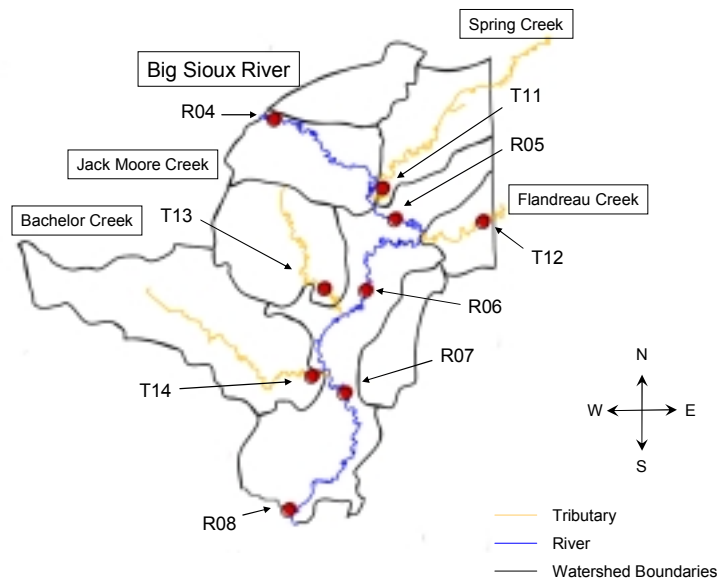 Spring Creek
Big Sioux River
T11
R04
R05
Jack Moore Creek
Flandreau Creek
T13
Bachelor Creek
T12
R06
R07
N
T14
W
E
S
R08
Tributary
River
Watershed Boundaries